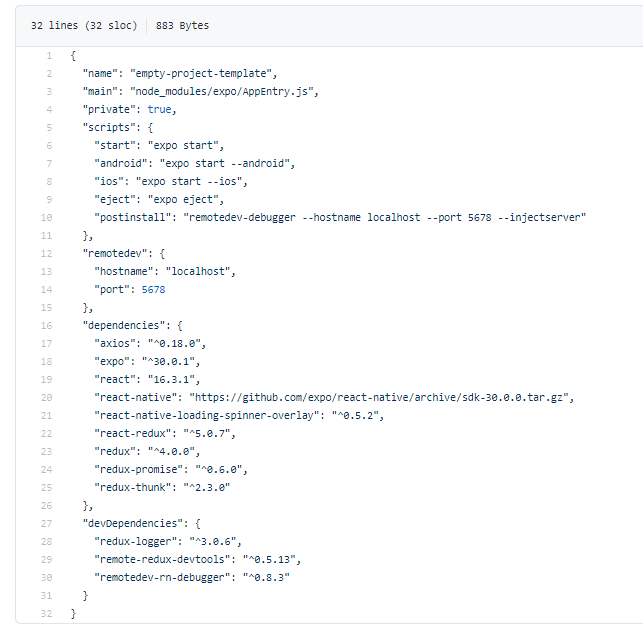 32 lines (32 sloc) 883 Bytes
1 {
2 "name": "empty-project-template",
3 "main": "node_modules/expo/AppEntry.js",
4 "private": true,
5 "scripts": {
6 "start": "expo start",
7 "android": "expo start --android",
8 "ios": "expo start --ios",
9 "eject": "expo eject",
10 "postinstall": "remotedev-debugger --hostname localhost --port 5678 --injectserver"
11 },
12 "remotedev": {
13 "hostname": "localhost",
14 "port": 5678
15 },
16 "dependencies": {
17 "axios": "^0.18.0",
18 "expo": "^30.0.1",
19 "react": "16.3.1",
20 "react-native": "https://github.com/expo/react-native/archive/sdk-30.0.0.tar.gz",
21 "react-native-loading-spinner-overlay": "^0.5.2",
22 "react-redux": "^5.0.7",
23 "redux": "^4.0.0",
24 "redux-promise": "^0.6.0",
25 "redux-thunk": "^2.3.0"
26 },
27 "devDependencies": {
28 "redux-logger": "^3.0.6",
29 "remote-redux-devtools": "^0.5.13",
30 "remotedev-rn-debugger": "^0.8.3"
31 }
32 }